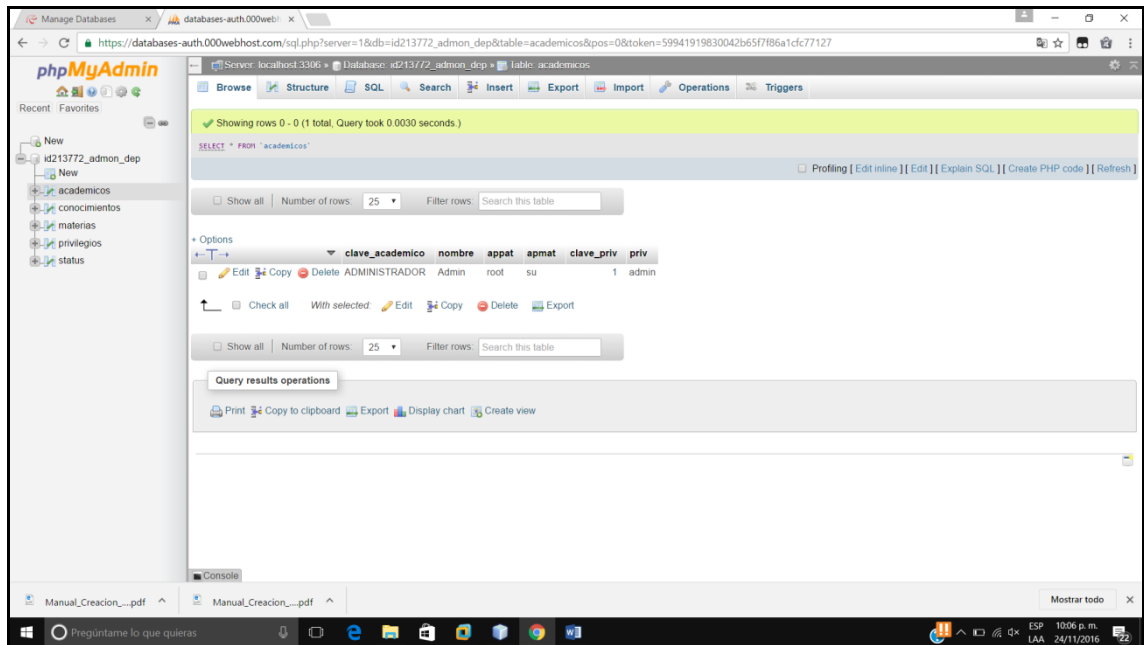 Manage Databases × databases-auth.000webh ×
https://databases-auth.000webhost.com/sql.php?server=1&db=id213772_admon_dep&table=academicos&pos=0&token=59941919830042b65f7f86a1cfc77127
phpMyAdmin
Recent Favorites
New
id213772_admon_dep
New
academicos
conocimientos
materias
privilegios
status
Server: localhost:3306 » Database: id213772_admon_dep » Table: academicos
Browse Structure SQL Search Insert Export Import Operations Triggers
Showing rows 0 - 0 (1 total, Query took 0.0030 seconds.)
SELECT * FROM `academicos`
Profiling [ Edit inline ] [ Edit ] [ Explain SQL ] [ Create PHP code ] [ Refresh ]
Show all | Number of rows: 25 Filter rows: Search this table
+ Options
←T→ clave_academico nombre appat apmat clave_priv priv
Edit Copy Delete ADMINISTRADOR Admin root su 1 admin
Check all With selected: Edit Copy Delete Export
Show all | Number of rows: 25 Filter rows: Search this table
Query results operations
Print Copy to clipboard Export Display chart Create view
Console
Manual_Creacion_....pdf Manual_Creacion_....pdf Mostrar todo ×
Pregúntame lo que quieras
ESP 10:06 p. m.
LAA 24/11/2016 22